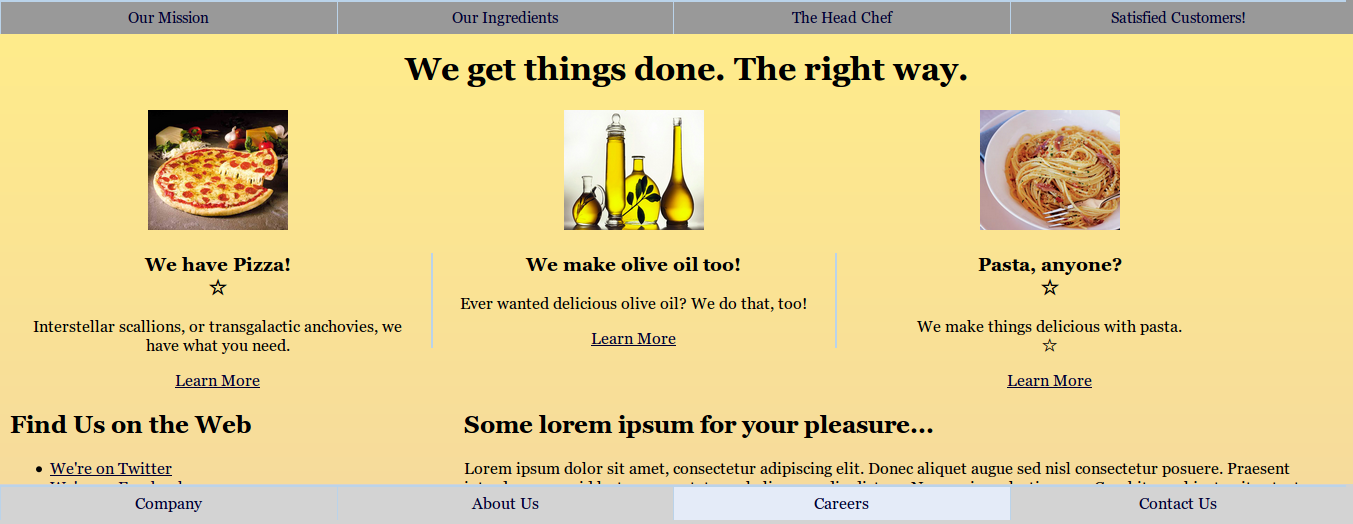 Our Mission
Our Ingredients
The Head Chef
Satisfied Customers!
We get things done. The right way.
We have Pizza!
☆
Interstellar scallions, or transgalactic anchovies, we
have what you need.
Learn More
We make olive oil too!
Ever wanted delicious olive oil? We do that, too!
Learn More
Pasta, anyone?
☆
We make things delicious with pasta.
☆
Learn More
Find Us on the Web
• We're on Twitter
Some lorem ipsum for your pleasure...
Lorem ipsum dolor sit amet, consectetur adipiscing elit. Donec aliquet augue sed nisl consectetur posuere. Praesent
Company
About Us
Careers
Contact Us